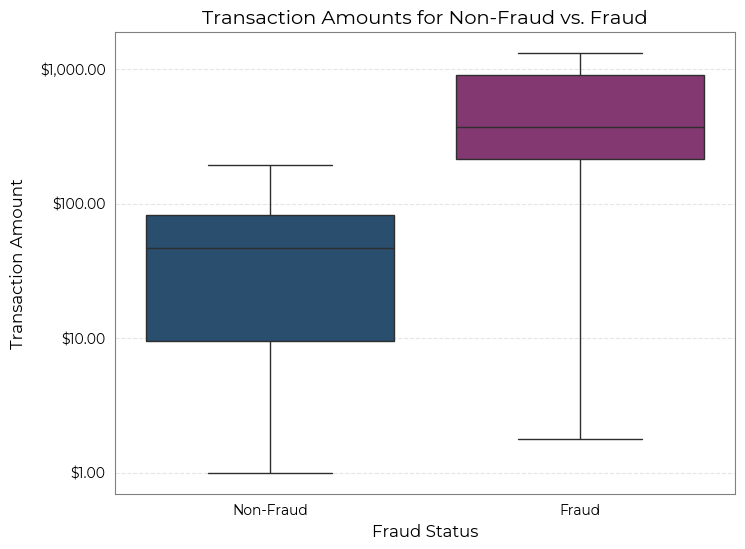 Transaction Amounts for Non-Fraud vs. Fraud
$1,000.00
$100.00
$10.00
$1.00
Transaction Amount
Non-Fraud
Fraud
Fraud Status